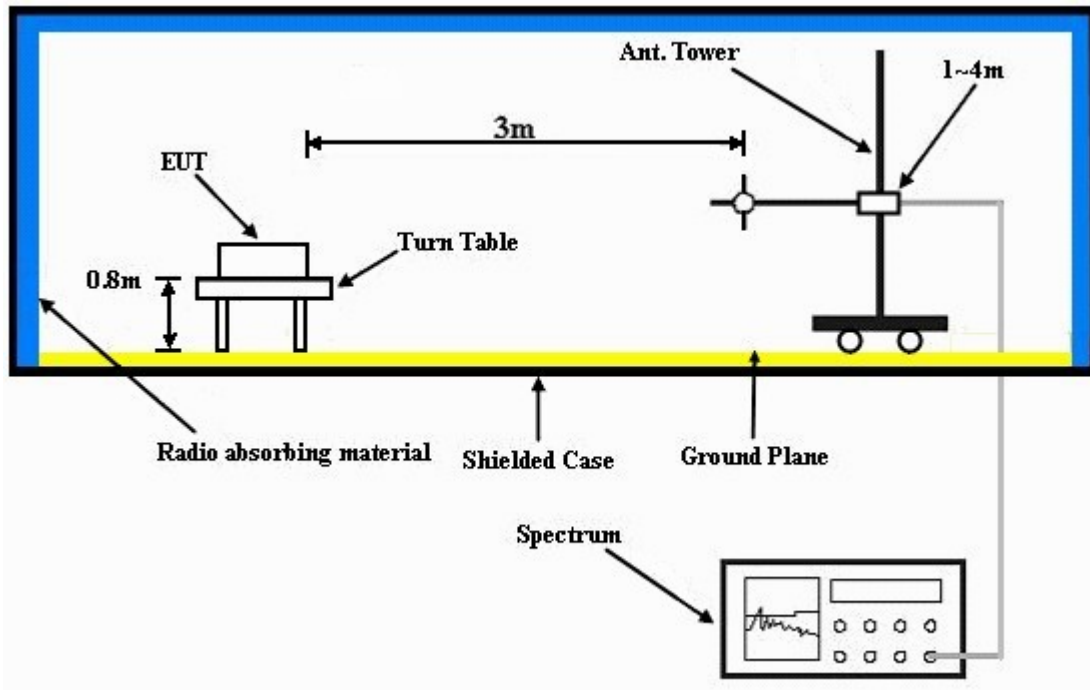 Ant. Tower
1~4m
3m
EUT
Turn Table
0.8m
Radio absorbing material
Shielded Case
Ground Plane
Spectrum